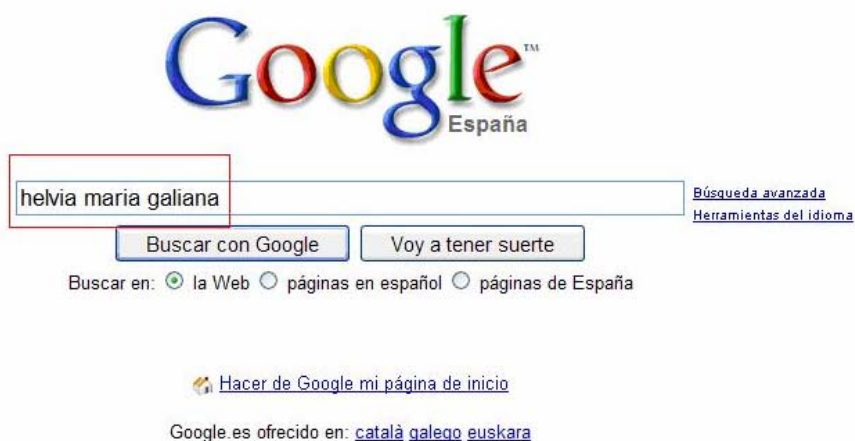 Google™
España
helvia maria galiana
Búsqueda avanzada
Herramientas del idioma
Buscar con Google Voy a tener suerte
Buscar en: la Web páginas en español páginas de España
Hacer de Google mi página de inicio
Google.es ofrecido en: català galego euskara